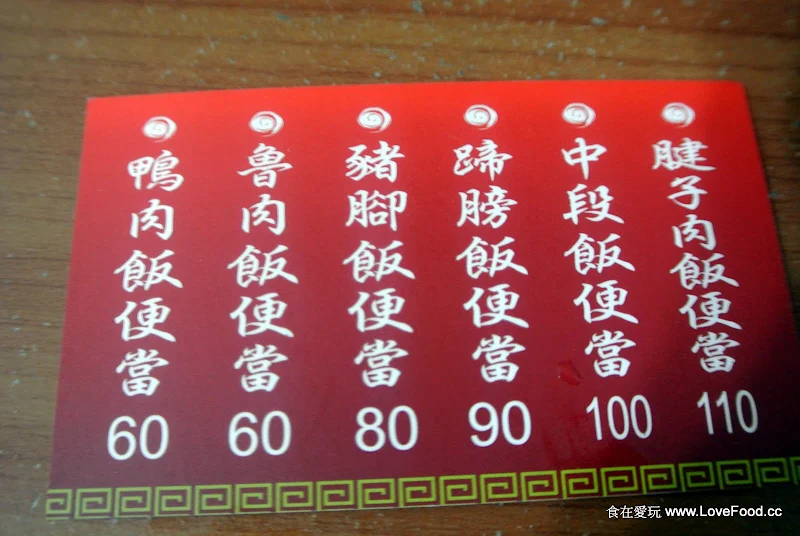 腱子肉飯便當 110
中段飯便當 100
蹄膀飯便當 90
豬腳飯便當 80
魯肉飯便當 60
鴨肉飯便當 60
食在愛玩 www.LoveFood.cc